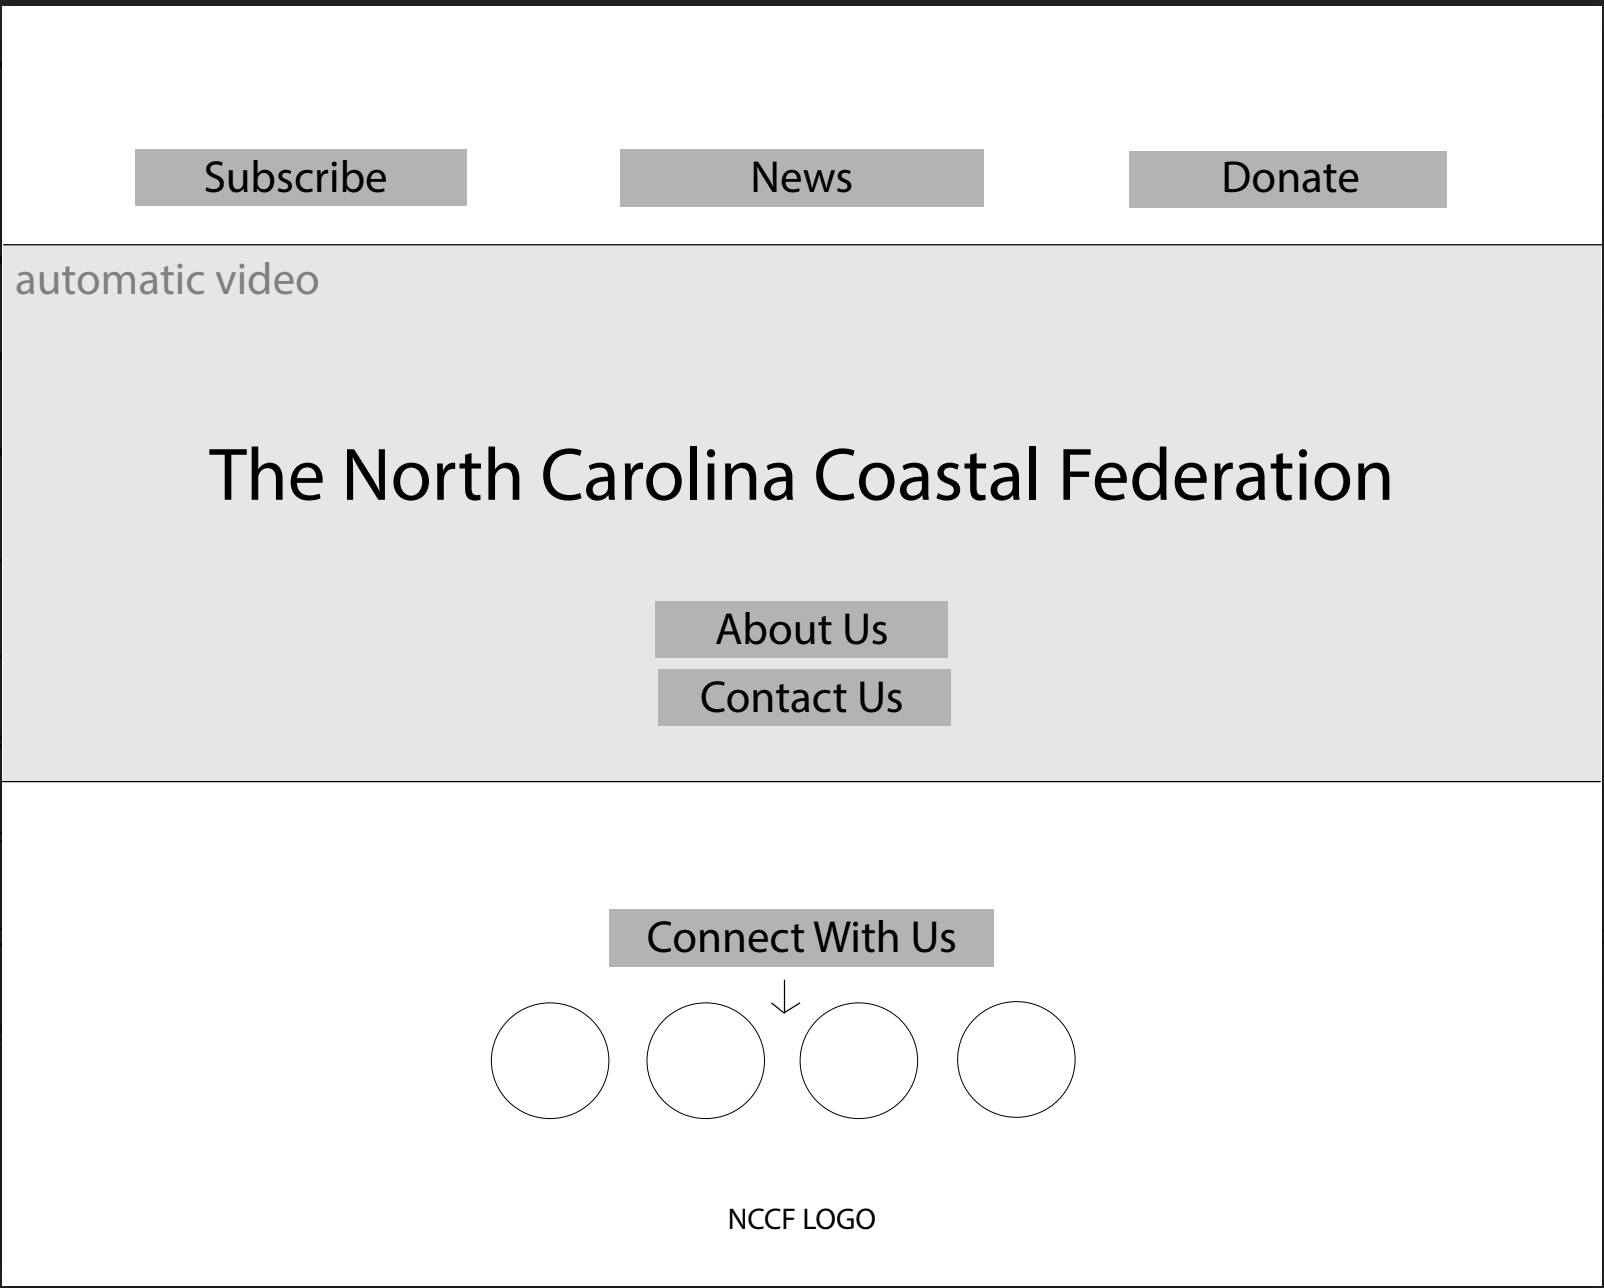 Subscribe
News
Donate
automatic video
The North Carolina Coastal Federation
About Us
Contact Us
Connect With Us
NCCF LOGO